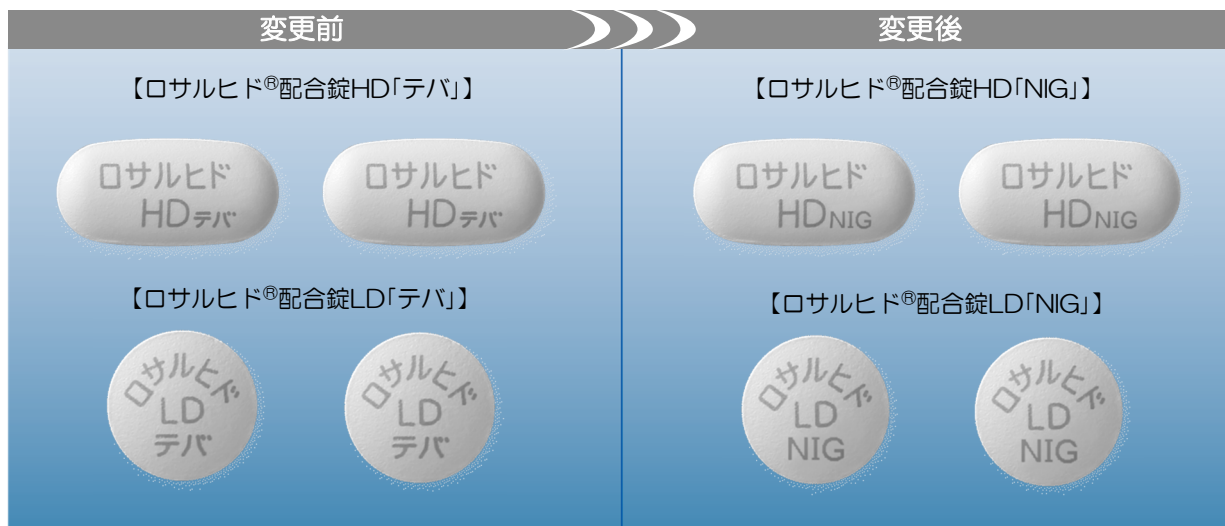 変更前
変更後
【ロサルヒド®配合錠HD「テバ」】
ロサルヒド
HDテバ
ロサルヒド
HDテバ
【ロサルヒド®配合錠LD「テバ」】
ロサルヒド
LD
テバ
ロサルヒド
LD
テバ
【ロサルヒド®配合錠HD「NIG」】
ロサルヒド
HDNIG
ロサルヒド
HDNIG
【ロサルヒド®配合錠LD「NIG」】
ロサルヒド
LD
NIG
ロサルヒド
LD
NIG